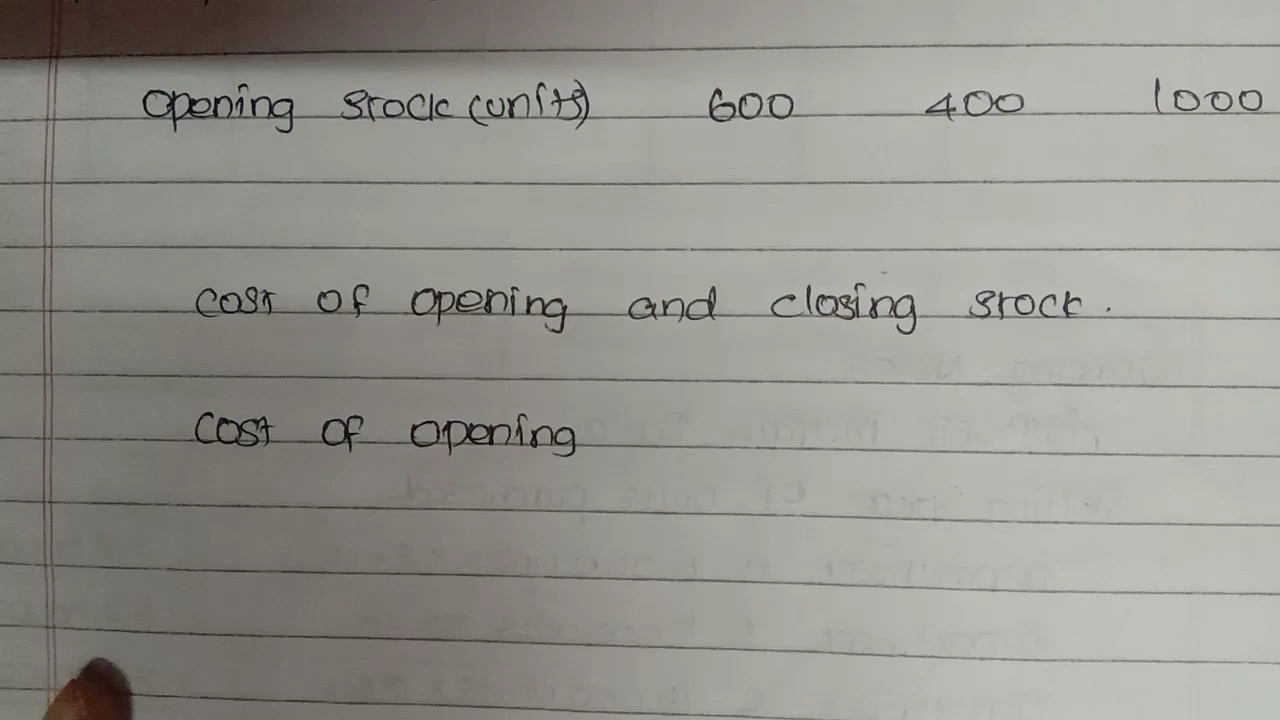 Opening stock (units) 600 400 1000
cost of opening and closing stock.
cost of opening